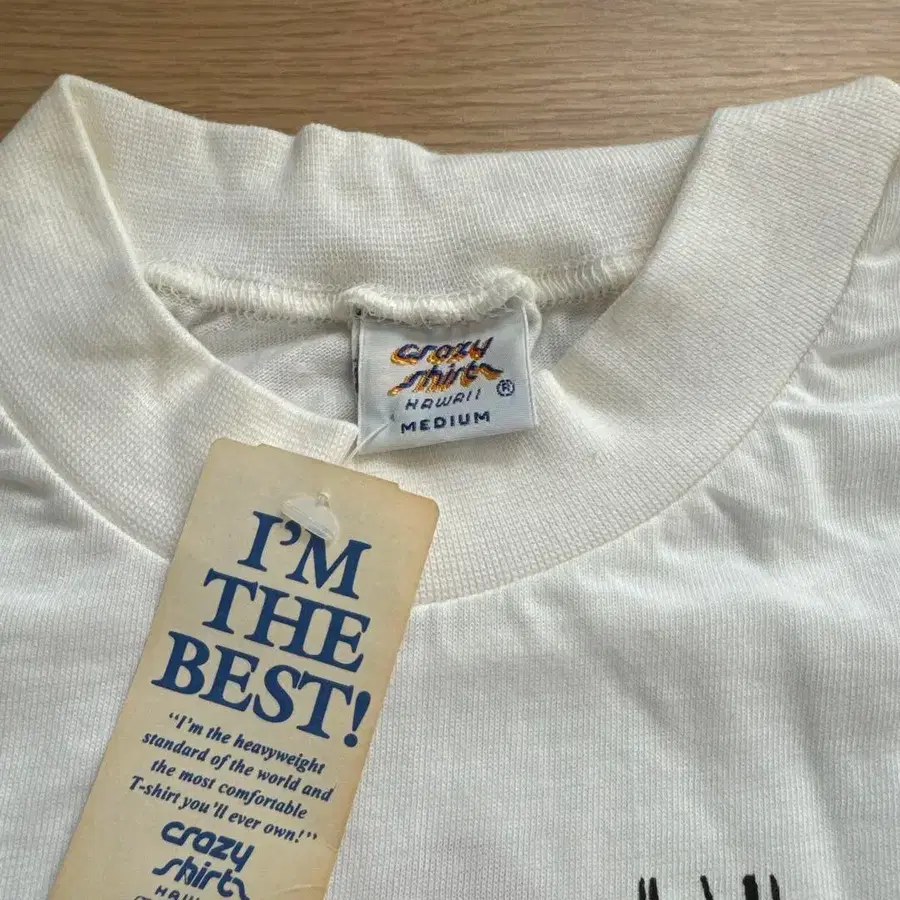 crazy
shirts
HAWAII ®
MEDIUM
I'M
THE
BEST!
"I'm the heavyweight
standard of the world and
the most comfortable
T-shirt you'll ever own!"
crazy
shirts
HAWAII